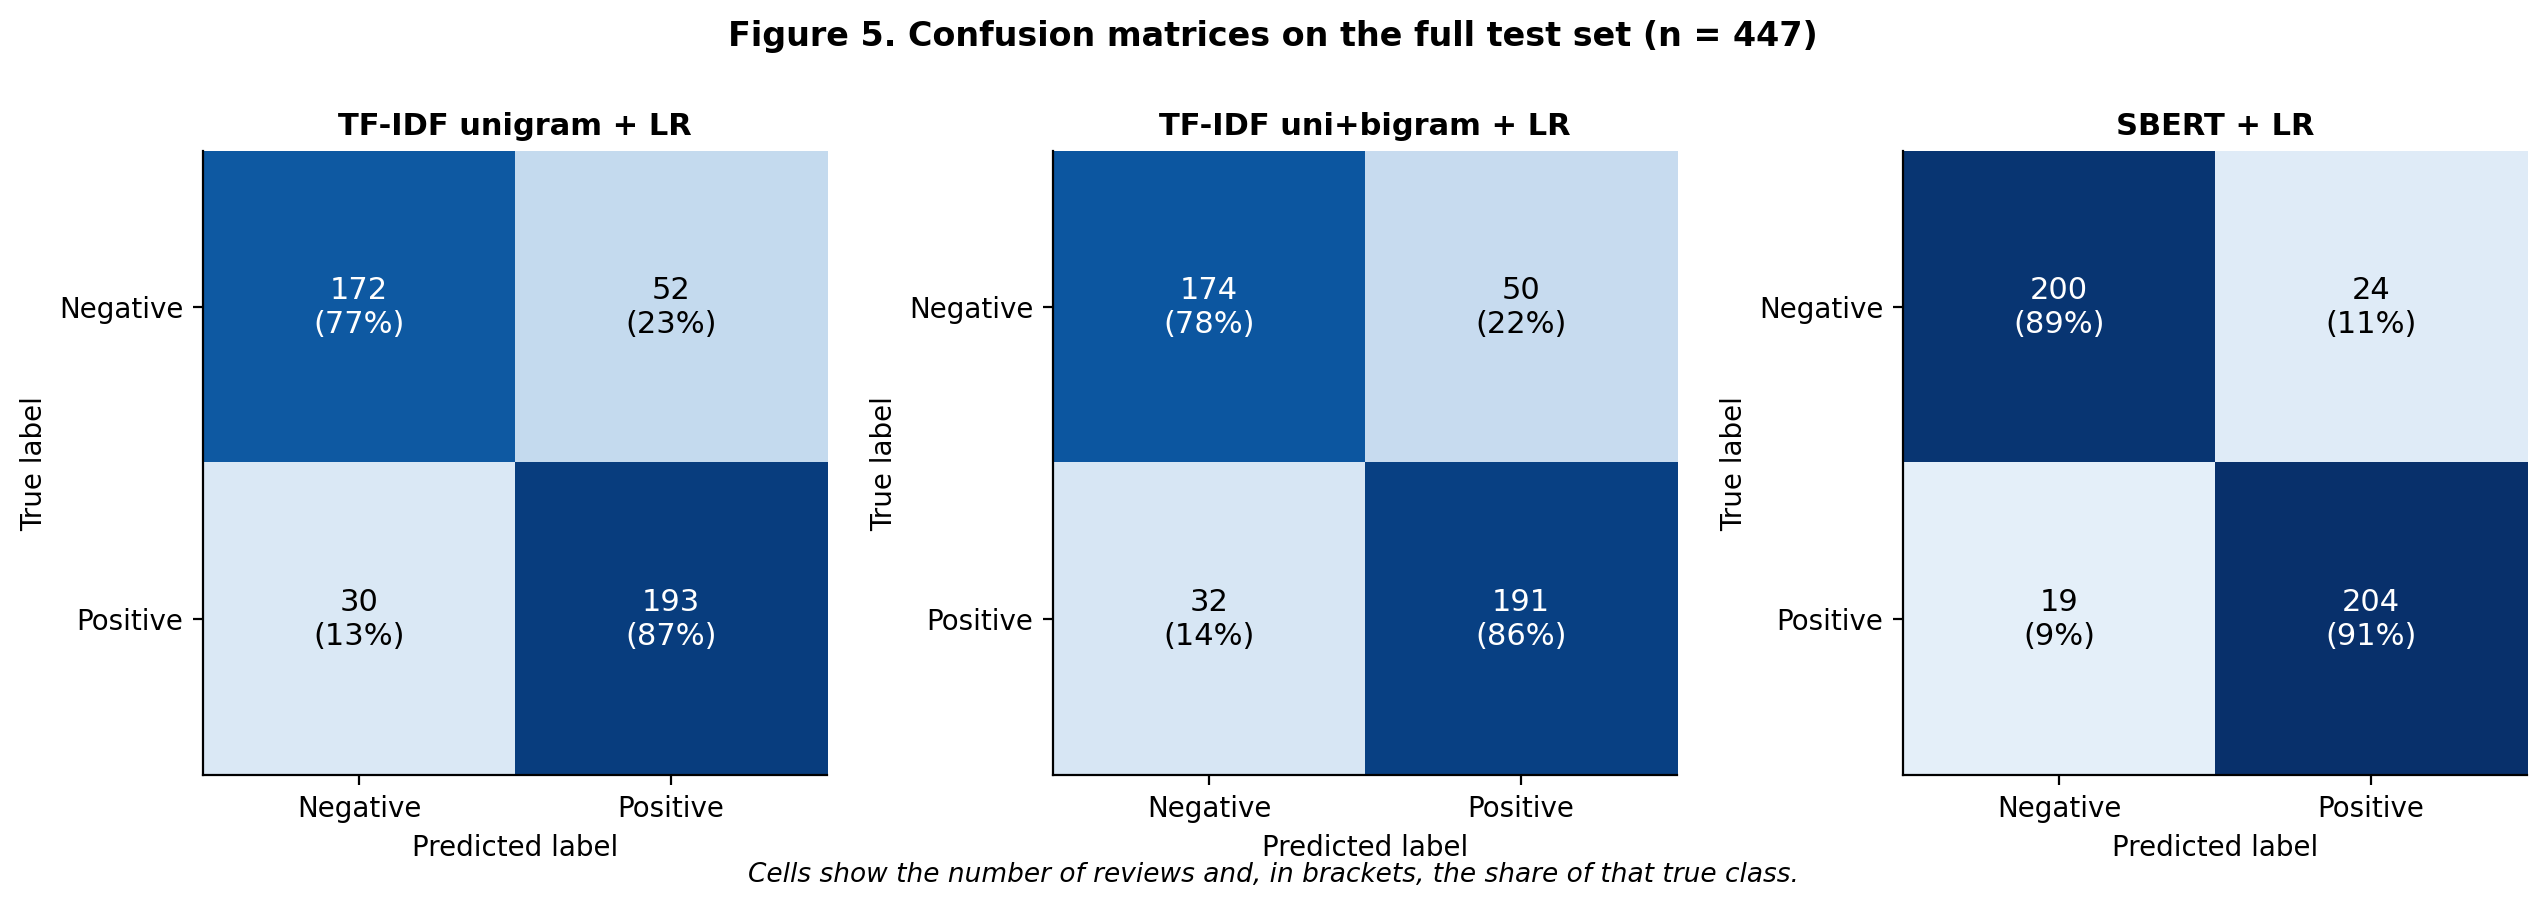 Figure 5. Confusion matrices on the full test set (n = 447)
TF-IDF unigram + LR
True label
Negative
172
(77%)
52
(23%)
Positive
30
(13%)
193
(87%)
Negative
Positive
Predicted label
TF-IDF uni+bigram + LR
True label
Negative
174
(78%)
50
(22%)
Positive
32
(14%)
191
(86%)
Negative
Positive
Predicted label
SBERT + LR
True label
Negative
200
(89%)
24
(11%)
Positive
19
(9%)
204
(91%)
Negative
Positive
Predicted label
Cells show the number of reviews and, in brackets, the share of that true class.